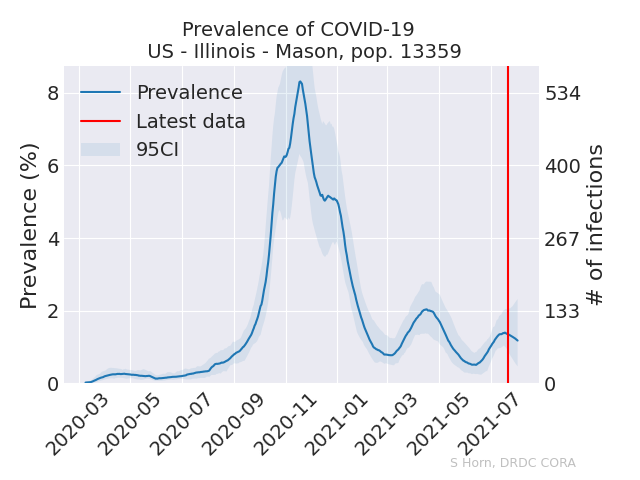 Prevalence of COVID-19
US - Illinois - Mason, pop. 13359
Prevalence
Latest data
95CI
Prevalence (%)
8
6
4
2
0
534
400
267
133
0
# of infections
2020-03
2020-05
2020-07
2020-09
2020-11
2021-01
2021-03
2021-05
2021-07
S Horn, DRDC CORA